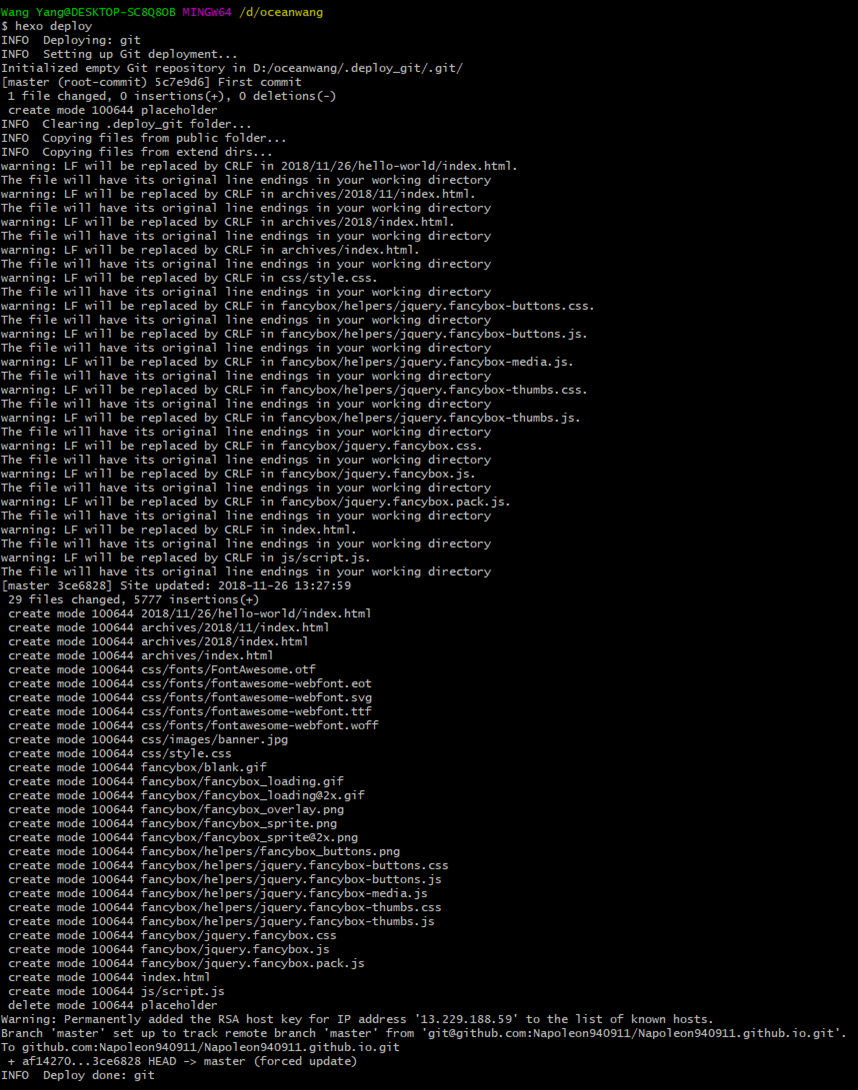 Wang Yang@DESKTOP-SC8Q8OB MINGW64 /d/oceanwang
$ hexo deploy
INFO  Deploying: git
INFO  Setting up Git deployment...
Initialized empty Git repository in D:/oceanwang/.deploy_git/.git/
[master (root-commit) 5c7e9d6] First commit
 1 file changed, 0 insertions(+), 0 deletions(-)
 create mode 100644 placeholder
INFO  Clearing .deploy_git folder...
INFO  Copying files from public folder...
INFO  Copying files from extend dirs...
warning: LF will be replaced by CRLF in 2018/11/26/hello-world/index.html.
The file will have its original line endings in your working directory
warning: LF will be replaced by CRLF in archives/2018/11/index.html.
The file will have its original line endings in your working directory
warning: LF will be replaced by CRLF in archives/2018/index.html.
The file will have its original line endings in your working directory
warning: LF will be replaced by CRLF in archives/index.html.
The file will have its original line endings in your working directory
warning: LF will be replaced by CRLF in css/style.css.
The file will have its original line endings in your working directory
warning: LF will be replaced by CRLF in fancybox/helpers/jquery.fancybox-buttons.css.
The file will have its original line endings in your working directory
warning: LF will be replaced by CRLF in fancybox/helpers/jquery.fancybox-buttons.js.
The file will have its original line endings in your working directory
warning: LF will be replaced by CRLF in fancybox/helpers/jquery.fancybox-media.js.
The file will have its original line endings in your working directory
warning: LF will be replaced by CRLF in fancybox/helpers/jquery.fancybox-thumbs.css.
The file will have its original line endings in your working directory
warning: LF will be replaced by CRLF in fancybox/helpers/jquery.fancybox-thumbs.js.
The file will have its original line endings in your working directory
warning: LF will be replaced by CRLF in fancybox/jquery.fancybox.css.
The file will have its original line endings in your working directory
warning: LF will be replaced by CRLF in fancybox/jquery.fancybox.js.
The file will have its original line endings in your working directory
warning: LF will be replaced by CRLF in fancybox/jquery.fancybox.pack.js.
The file will have its original line endings in your working directory
warning: LF will be replaced by CRLF in index.html.
The file will have its original line endings in your working directory
warning: LF will be replaced by CRLF in js/script.js.
The file will have its original line endings in your working directory
[master 3ce6828] Site updated: 2018-11-26 13:27:59
 29 files changed, 5777 insertions(+)
 create mode 100644 2018/11/26/hello-world/index.html
 create mode 100644 archives/2018/11/index.html
 create mode 100644 archives/2018/index.html
 create mode 100644 archives/index.html
 create mode 100644 css/fonts/FontAwesome.otf
 create mode 100644 css/fonts/fontawesome-webfont.eot
 create mode 100644 css/fonts/fontawesome-webfont.svg
 create mode 100644 css/fonts/fontawesome-webfont.ttf
 create mode 100644 css/fonts/fontawesome-webfont.woff
 create mode 100644 css/images/banner.jpg
 create mode 100644 css/style.css
 create mode 100644 fancybox/blank.gif
 create mode 100644 fancybox/fancybox_loading.gif
 create mode 100644 fancybox/fancybox_loading@2x.gif
 create mode 100644 fancybox/fancybox_overlay.png
 create mode 100644 fancybox/fancybox_sprite.png
 create mode 100644 fancybox/fancybox_sprite@2x.png
 create mode 100644 fancybox/helpers/fancybox_buttons.png
 create mode 100644 fancybox/helpers/jquery.fancybox-buttons.css
 create mode 100644 fancybox/helpers/jquery.fancybox-buttons.js
 create mode 100644 fancybox/helpers/jquery.fancybox-media.js
 create mode 100644 fancybox/helpers/jquery.fancybox-thumbs.css
 create mode 100644 fancybox/helpers/jquery.fancybox-thumbs.js
 create mode 100644 fancybox/jquery.fancybox.css
 create mode 100644 fancybox/jquery.fancybox.js
 create mode 100644 fancybox/jquery.fancybox.pack.js
 create mode 100644 index.html
 create mode 100644 js/script.js
 delete mode 100644 placeholder
Warning: Permanently added the RSA host key for IP address '13.229.188.59' to the list of known hosts.
Branch 'master' set up to track remote branch 'master' from 'git@github.com:Napoleon940911/Napoleon940911.github.io.git'.
To github.com:Napoleon940911/Napoleon940911.github.io.git
 + af14270...3ce6828 HEAD -> master (forced update)
INFO  Deploy done: git